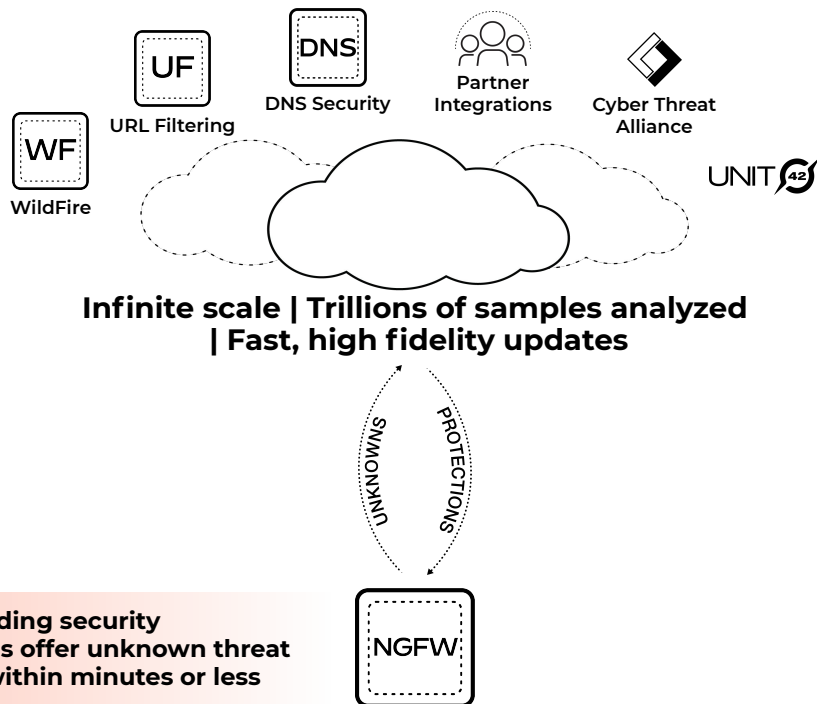 WF
WildFire
UF
URL Filtering
DNS
DNS Security
Partner
Integrations
Cyber Threat
Alliance
UNIT 42
Infinite scale | Trillions of samples analyzed
| Fast, high fidelity updates
UNKNOWNS
PROTECTIONS
NGFW
ding security
s offer unknown threat
within minutes or less